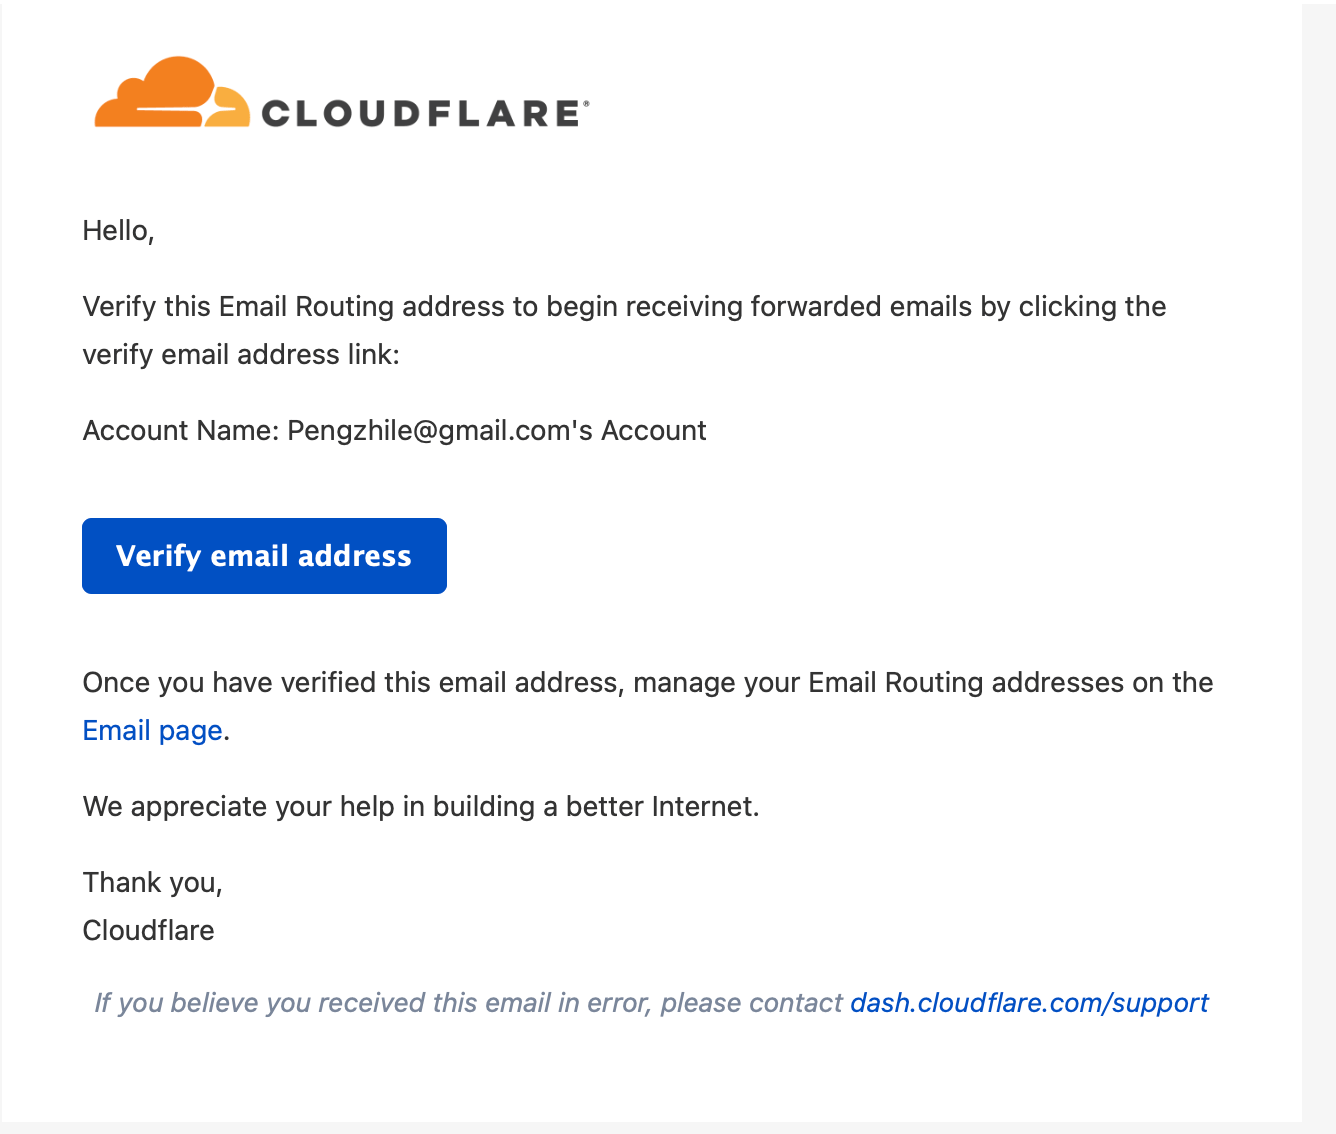 CLOUDFLARE®
Hello,
Verify this Email Routing address to begin receiving forwarded emails by clicking the
verify email address link:
Account Name: Pengzhile@gmail.com's Account
Verify email address
Once you have verified this email address, manage your Email Routing addresses on the
Email page.
We appreciate your help in building a better Internet.
Thank you,
Cloudflare
If you believe you received this email in error, please contact dash.cloudflare.com/support